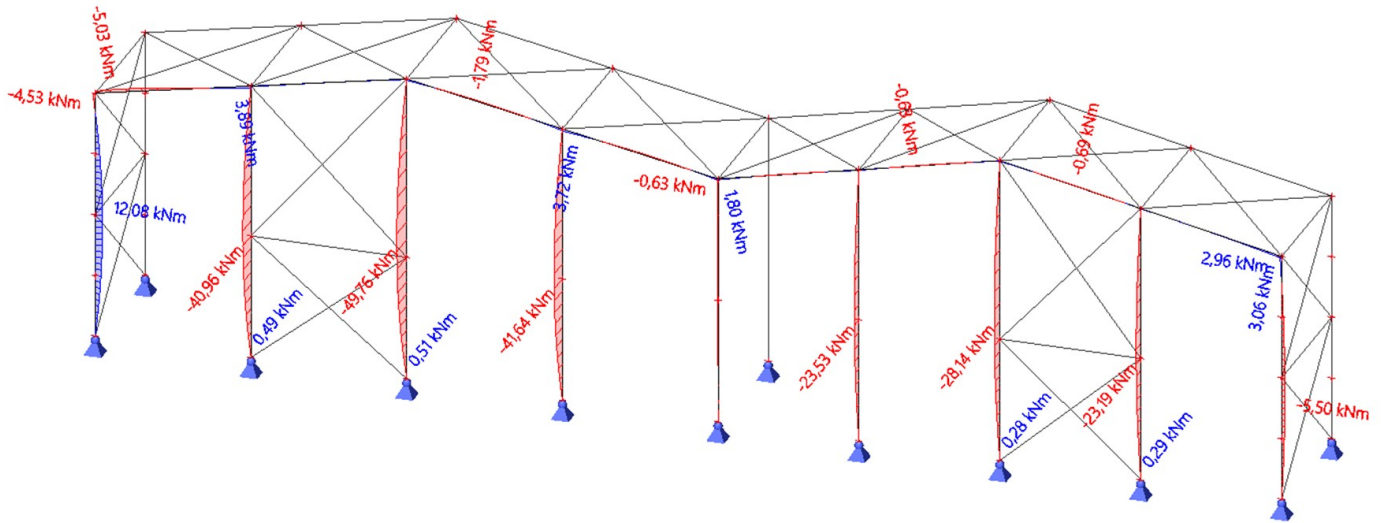 -5,03 kNm
-4,53 kNm
3,89 kNm
-1,79 kNm
12,08 kNm
-40,96 kNm
0,49 kNm
-49,76 kNm
0,51 kNm
3,72 kNm
-41,64 kNm
-0,63 kNm
1,80 kNm
-23,53 kNm
-28,14 kNm
0,28 kNm
-0,69 kNm
-23,19 kNm
0,29 kNm
2,96 kNm
3,06 kNm
-5,50 kNm